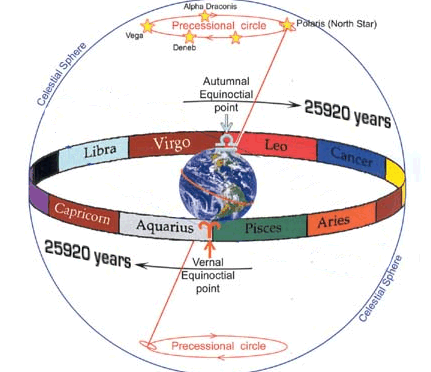 Alpha Draconis
Precessional circle
Polaris (North Star)
Vega
Deneb
Celestial Sphere
Autumnal
Equinoctial
point
25920 years
Libra
Virgo
Leo
Cancer
Capricorn
Aquarius
Pisces
Aries
25920 years
Vernal
Equinoctial
point
Celestial Sphere
Precessional circle